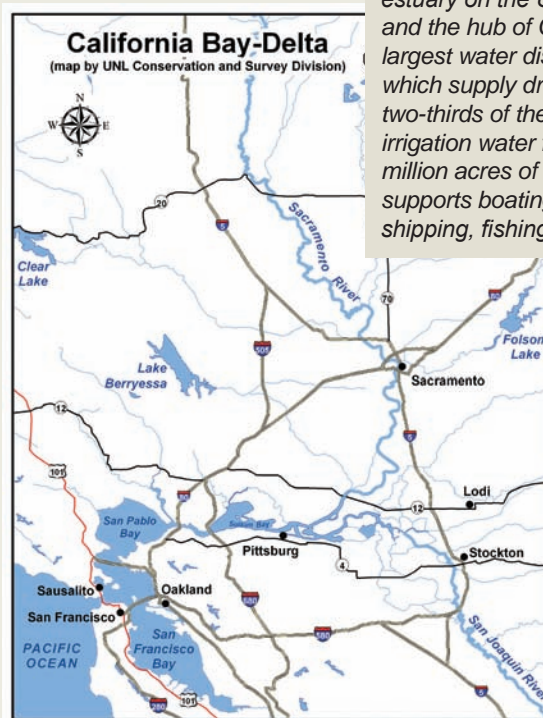 estuary on the
and the hub of
largest water
which supply
two-thirds of the
irrigation water
million acres of
supports boating
shipping, fishing
California Bay-Delta
(map by UNL Conservation and Survey Division)
N
W
E
S
20
5
Sacramento River
Clear Lake
70
80
505
Folsom Lake
Lake Berryessa
Sacramento
12
5
101
80
Lodi
12
San Pablo Bay
Suisun Bay
Pittsburg
4
Stockton
Sausalito
Oakland
680
San Francisco
580
San Joaquin River
PACIFIC OCEAN
San Francisco Bay
101
280
5